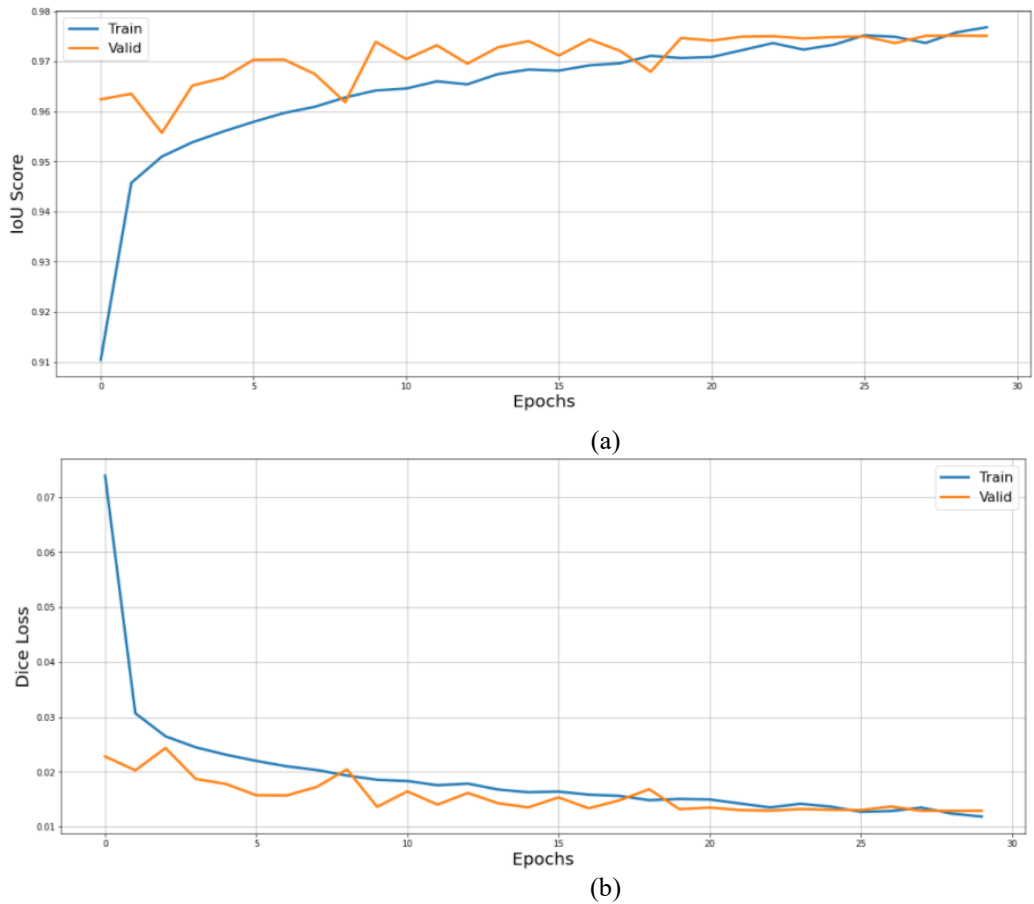 0.98
Train
Valid
0.97
0.96
0.95
0.94
0.93
0.92
0.91
IoU Score
0 5 10 15 20 25 30
Epochs
(a)
Train
Valid
0.07
0.06
0.05
0.04
0.03
0.02
0.01
Dice Loss
0 5 10 15 20 25 30
Epochs
(b)